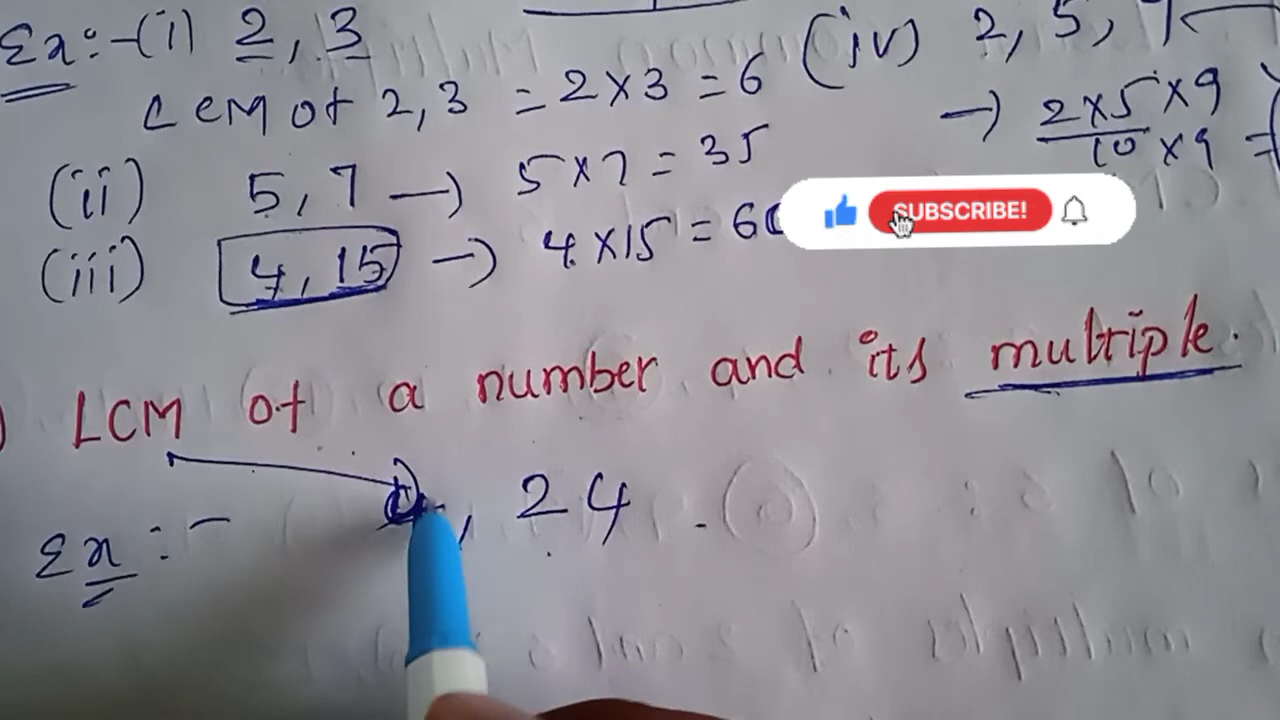 Ex:-(i) 2, 3
LCM of 2,3 = 2×3 = 6
(ii) 5, 7 → 5×7 = 35
(iii) 4, 15 → 4×15 = 60
(iv) 2, 5,
→ 2×5×9
10 ×9 =
SUBSCRIBE!
LCM of a number and its multiple.
Ex:- , 24